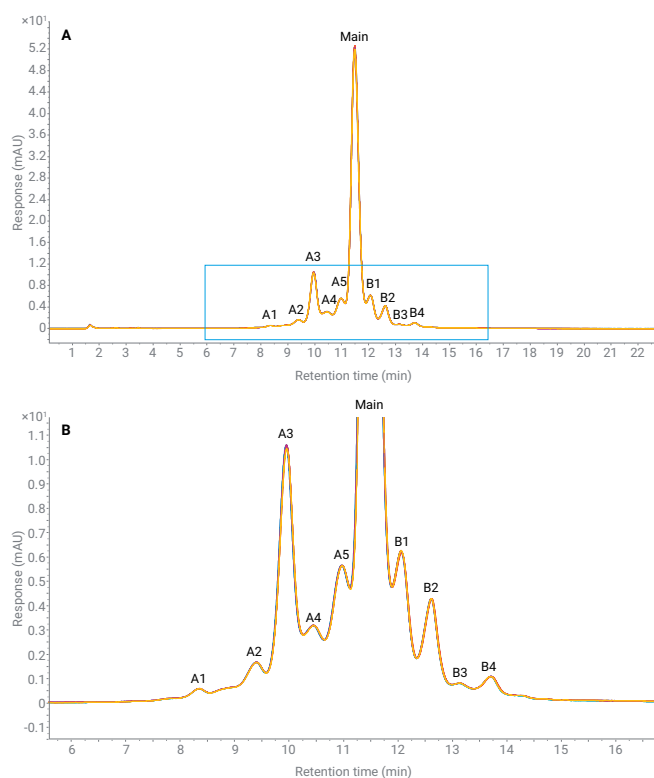 ×10¹
A
Main
5.2
4.8
4.4
4.0
3.6
3.2
2.8
2.4
2.0
1.6
1.2
0.8
0.4
0
Response (mAU)
A1
A2
A3
A4
A5
B1
B2
B3
B4
1 2 3 4 5 6 7 8 9 10 11 12 13 14 15 16 17 18 19 20 21 22
Retention time (min)
×10¹
B
Main
1.1
1.0
0.9
0.8
0.7
0.6
0.5
0.4
0.3
0.2
0.1
0
-0.1
Response (mAU)
A1
A2
A3
A4
A5
B1
B2
B3
B4
6 7 8 9 10 11 12 13 14 15 16
Retention time (min)